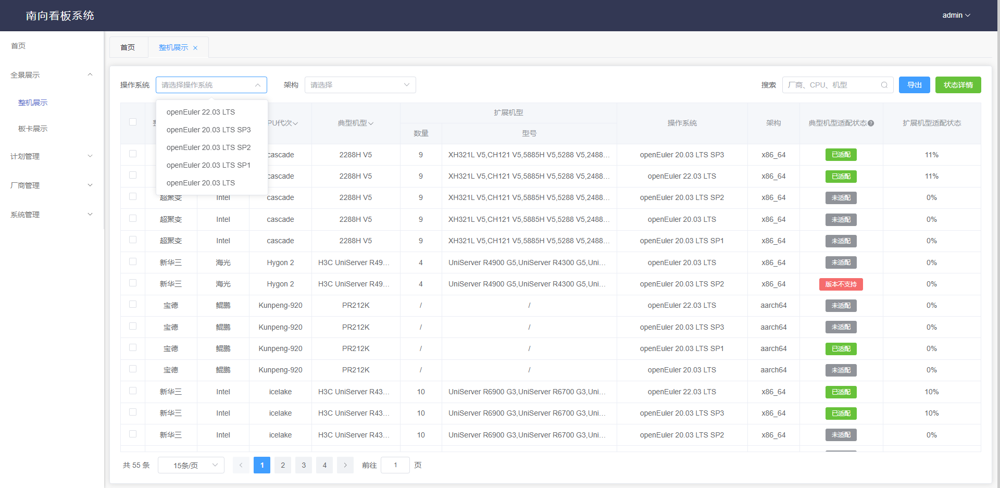 南向看板系统
admin
首页
全景展示
整机展示
板卡展示
计划管理
厂商管理
系统管理
首页 整机展示
操作系统 请选择操作系统 架构 请选择 搜索 厂商、CPU、机型 导出 状态详情
openEuler 22.03 LTS
openEuler 20.03 LTS SP3
openEuler 20.03 LTS SP2
openEuler 20.03 LTS SP1
openEuler 20.03 LTS
PU代次 典型机型 扩展机型 操作系统 架构 典型机型适配状态 扩展机型适配状态
数量 型号
cascade 2288H V5 9 XH321L V5,CH121 V5,5885H V5,5288 V5,2488... openEuler 20.03 LTS SP3 x86_64 已适配 11%
cascade 2288H V5 9 XH321L V5,CH121 V5,5885H V5,5288 V5,2488... openEuler 22.03 LTS x86_64 已适配 11%
超聚变 Intel cascade 2288H V5 9 XH321L V5,CH121 V5,5885H V5,5288 V5,2488... openEuler 20.03 LTS SP2 x86_64 未适配 0%
超聚变 Intel cascade 2288H V5 9 XH321L V5,CH121 V5,5885H V5,5288 V5,2488... openEuler 20.03 LTS x86_64 未适配 0%
超聚变 Intel cascade 2288H V5 9 XH321L V5,CH121 V5,5885H V5,5288 V5,2488... openEuler 20.03 LTS SP1 x86_64 未适配 0%
新华三 海光 Hygon 2 H3C UniServer R49... 4 UniServer R4900 G5,UniServer R4300 G5,Uni... openEuler 20.03 LTS x86_64 未适配 0%
新华三 海光 Hygon 2 H3C UniServer R49... 4 UniServer R4900 G5,UniServer R4300 G5,Uni... openEuler 20.03 LTS SP2 x86_64 版本不支持 0%
宝德 鲲鹏 Kunpeng-920 PR212K / / openEuler 22.03 LTS aarch64 未适配 0%
宝德 鲲鹏 Kunpeng-920 PR212K / / openEuler 20.03 LTS SP3 aarch64 未适配 0%
宝德 鲲鹏 Kunpeng-920 PR212K / / openEuler 20.03 LTS SP1 aarch64 已适配 0%
宝德 鲲鹏 Kunpeng-920 PR212K / / openEuler 20.03 LTS aarch64 未适配 0%
新华三 Intel icelake H3C UniServer R43... 10 UniServer R6900 G3,UniServer R6700 G3,Uni... openEuler 22.03 LTS x86_64 已适配 10%
新华三 Intel icelake H3C UniServer R43... 10 UniServer R6900 G3,UniServer R6700 G3,Uni... openEuler 20.03 LTS SP3 x86_64 已适配 10%
新华三 Intel icelake H3C UniServer R43... 10 UniServer R6900 G3,UniServer R6700 G3,Uni... openEuler 20.03 LTS SP2 x86_64 未适配 0%
共 55 条 15条/页 1 2 3 4 前往 1 页